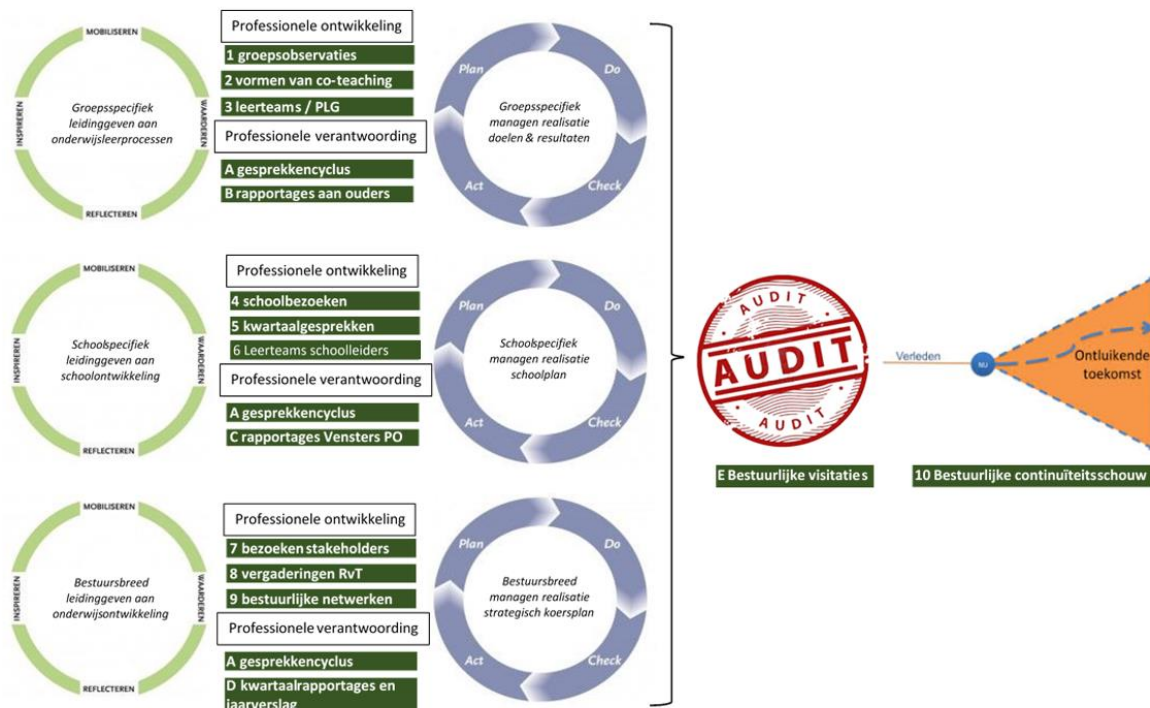 MOBILISEREN
INSPIREREN
Groepsspecifiek
leidinggeven aan
onderwijsleerprocessen
WAARDEREN
REFLECTEREN
Professionele ontwikkeling
1 groepsobservaties
2 vormen van co-teaching
3 leerteams / PLG
Professionele verantwoording
A gesprekkencyclus
B rapportages aan ouders
Plan
Do
Groepsspecifiek
managen realisatie
doelen & resultaten
Act
Check
MOBILISEREN
INSPIREREN
Schoolspecifiek
leidinggeven aan
schoolontwikkeling
WAARDEREN
REFLECTEREN
Professionele ontwikkeling
4 schoolbezoeken
5 kwartaalgesprekken
6 Leerteams schoolleiders
Professionele verantwoording
A gesprekkencyclus
C rapportages Vensters PO
Plan
Do
Schoolspecifiek
managen realisatie
schoolplan
Act
Check
MOBILISEREN
INSPIREREN
Bestuursbreed
leidinggeven aan
onderwijsontwikkeling
WAARDEREN
REFLECTEREN
Professionele ontwikkeling
7 bezoeken stakeholders
8 vergaderingen RvT
9 bestuurlijke netwerken
Professionele verantwoording
A gesprekkencyclus
D kwartaalrapportages en
jaarverslag
Plan
Do
Bestuursbreed
managen realisatie
strategisch koersplan
Act
Check
AUDIT
AUDIT
AUDIT
E Bestuurlijke visitaties
Verleden
NU
Ontluikende
toekomst
10 Bestuurlijke continuïteitsschouw